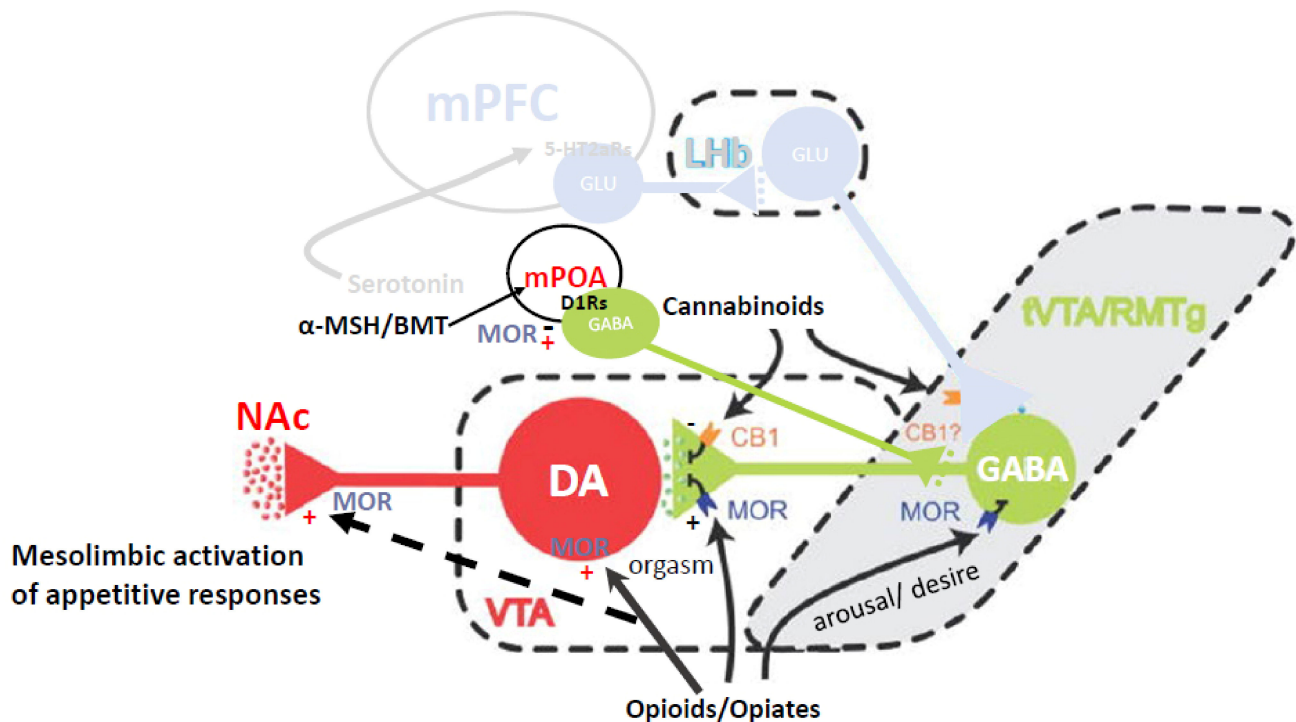 mPFC
5-HT2aRs
GLU
LHb
GLU
Serotonin
mPOA
D1Rs
GABA
α-MSH/BMT
MOR
-
+
Cannabinoids
tVTA/RMTg
NAc
MOR
+
DA
MOR
+
VTA
-
CB1
MOR
+
orgasm
CB1?
GABA
MOR
arousal/ desire
Mesolimbic activation
of appetitive responses
Opioids/Opiates